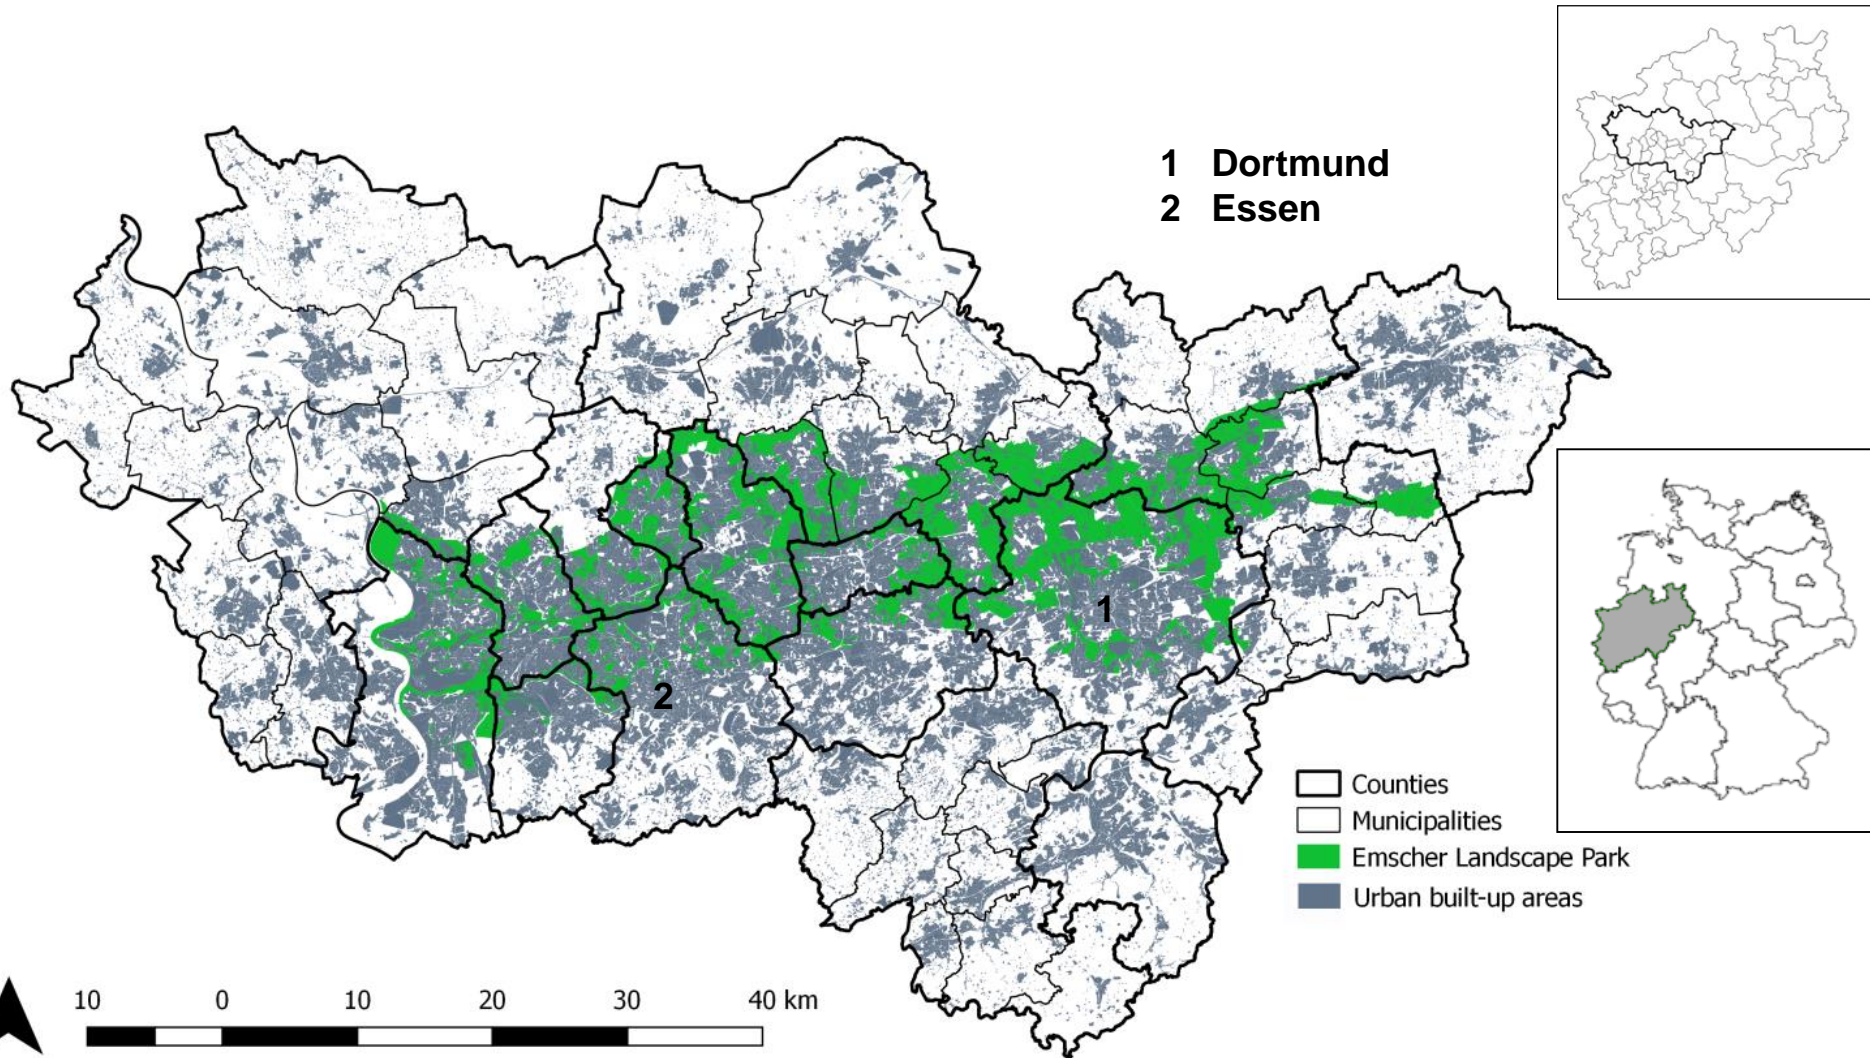 1 Dortmund
2 Essen
1
2
Counties
Municipalities
Emscher Landscape Park
Urban built-up areas
10 0 10 20 30 40 km